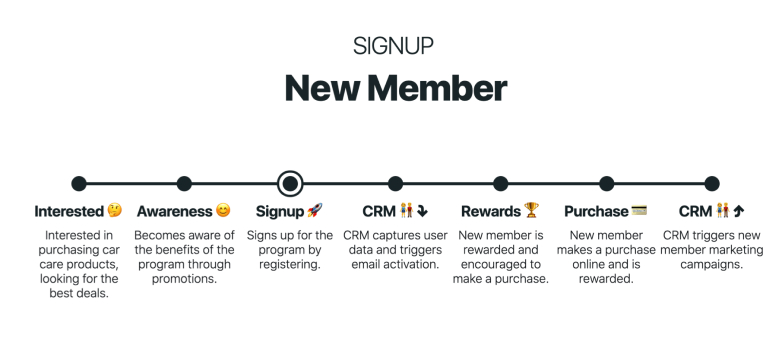 SIGNUP
New Member
Interested 🤔
Awareness 😊
Signup 🚀
CRM 👬 ⤵
Rewards 🏆
Purchase 💳
CRM 👬 ⤴
Interested in
purchasing car
care products,
looking for the
best deals.
Becomes aware of
the benefits of the
program through
promotions.
Signs up for the
program by
registering.
CRM captures user
data and triggers
email activation.
New member is
rewarded and
encouraged to
make a purchase.
New member
makes a purchase
online and is
rewarded.
CRM triggers new
member marketing
campaigns.